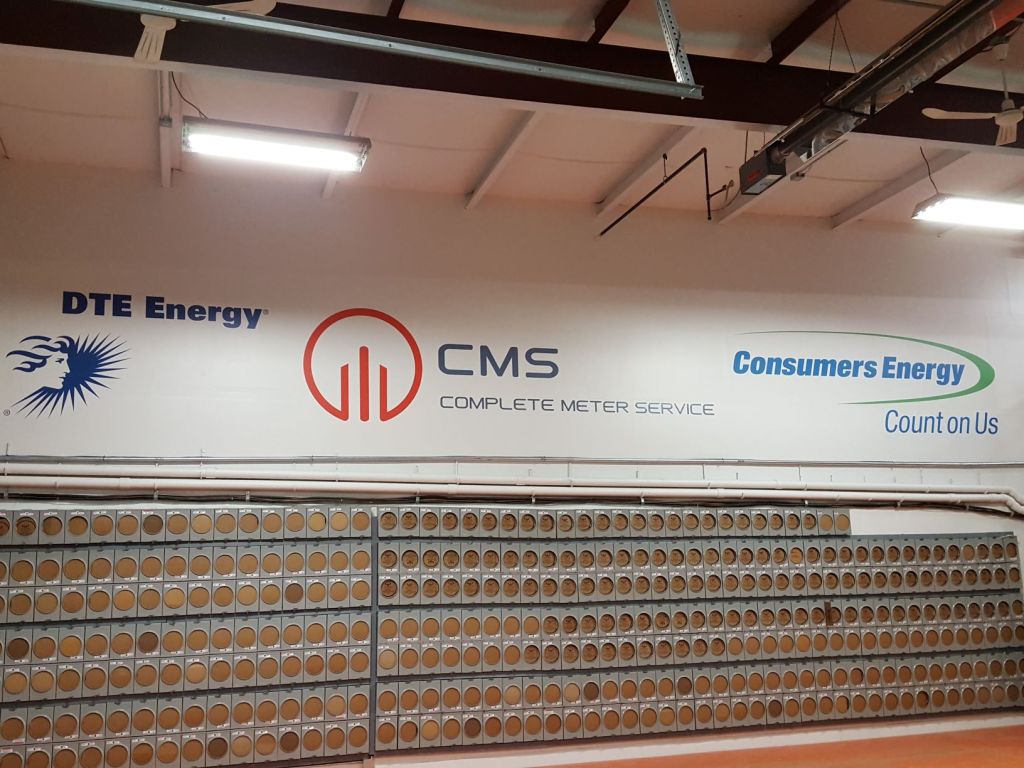 DTE Energy®
®
CMS
COMPLETE METER SERVICE
Consumers Energy
Count on Us